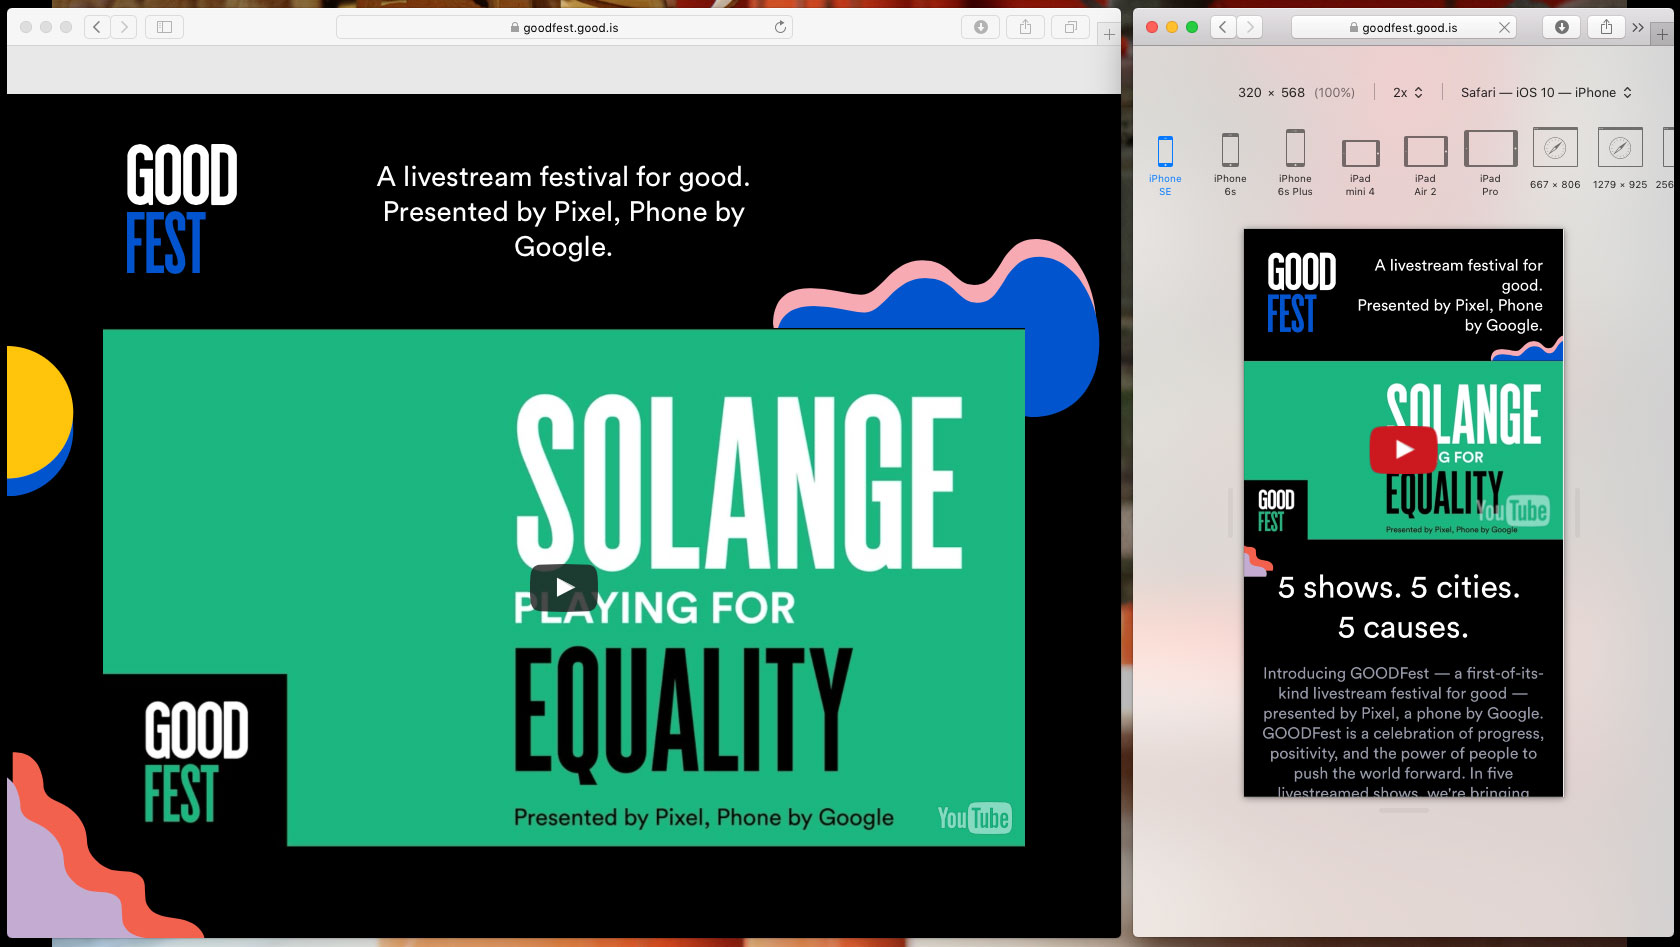 goodfest.good.is
GOOD
FEST
A livestream festival for good.
Presented by Pixel, Phone by
Google.
SOLANGE
PLAYING FOR
EQUALITY
GOOD
FEST
Presented by Pixel, Phone by Google
YouTube
goodfest.good.is
320 × 568 (100%)
2x
Safari — iOS 10 — iPhone
iPhone
SE
iPhone
6s
iPhone
6s Plus
iPad
mini 4
iPad
Air 2
iPad
Pro
667 × 806
1279 × 925
256
GOOD
FEST
A livestream festival for
good.
Presented by Pixel, Phone
by Google.
SOLANGE
G FOR
EQUALITY
GOOD
FEST
Presented by Pixel, Phone by Google
YouTube
5 shows. 5 cities.
5 causes.
Introducing GOODFest — a first-of-its-
kind livestream festival for good —
presented by Pixel, a phone by Google.
GOODFest is a celebration of progress,
positivity, and the power of people to
push the world forward. In five
livestreamed shows, we're bringing